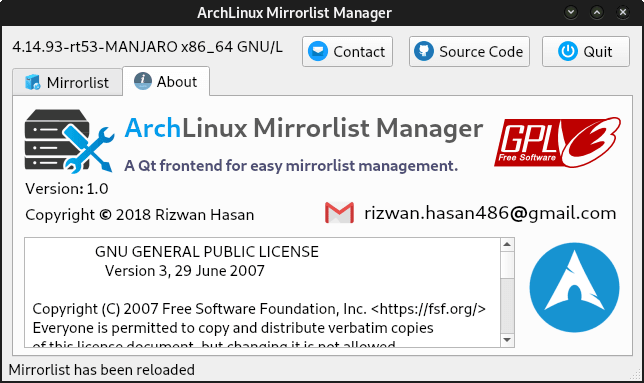 ArchLinux Mirrorlist Manager
4.14.93-rt53-MANJARO x86_64 GNU/L
Contact
Source Code
Quit
Mirrorlist
About
ArchLinux Mirrorlist Manager
A Qt frontend for easy mirrorlist management.
GPL3
Free Software
Version: 1.0
Copyright © 2018 Rizwan Hasan
rizwan.hasan486@gmail.com
GNU GENERAL PUBLIC LICENSE
Version 3, 29 June 2007
Copyright (C) 2007 Free Software Foundation, Inc. <https://fsf.org/>
Everyone is permitted to copy and distribute verbatim copies
of this license document, but changing it is not allowed.
Mirrorlist has been reloaded